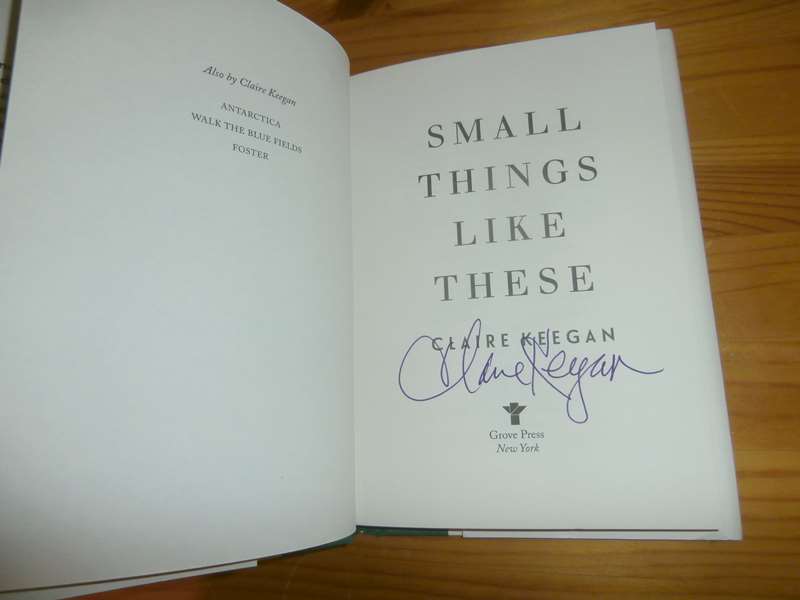 Also by Claire Keegan
ANTARCTICA
WALK THE BLUE FIELDS
FOSTER
SMALL
THINGS
LIKE
THESE
CLAIRE KEEGAN
Claire Keegan
Grove Press
New York